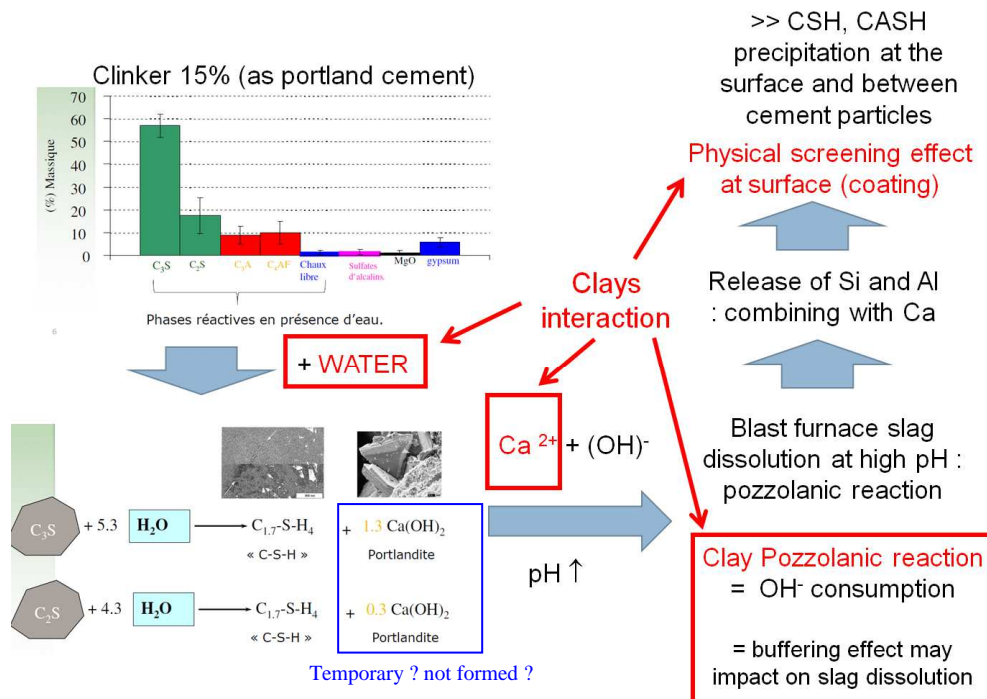 >> CSH, CASH
precipitation at the
surface and between
cement particles
Physical screening effect
at surface (coating)
Clinker 15% (as portland cement)
70
60
50
40
30
20
10
0
(%) Massique
C₃S
C₂S
C₃A
C₄AF
Chaux
libre
Sulfates
d'alcalins.
MgO
gypsum
Phases réactives en présence d'eau.
6
+ WATER
Clays
interaction
Release of Si and Al
: combining with Ca
Ca ²⁺ + (OH)⁻
Blast furnace slag
dissolution at high pH :
pozzolanic reaction
C₃S + 5.3 H₂O C₁.₇-S-H₄ + 1.3 Ca(OH)₂
« C-S-H » Portlandite
pH ↑
C₂S + 4.3 H₂O C₁.₇-S-H₄ + 0.3 Ca(OH)₂
« C-S-H » Portlandite
Temporary ? not formed ?
Clay Pozzolanic reaction
= OH⁻ consumption
= buffering effect may
impact on slag dissolution